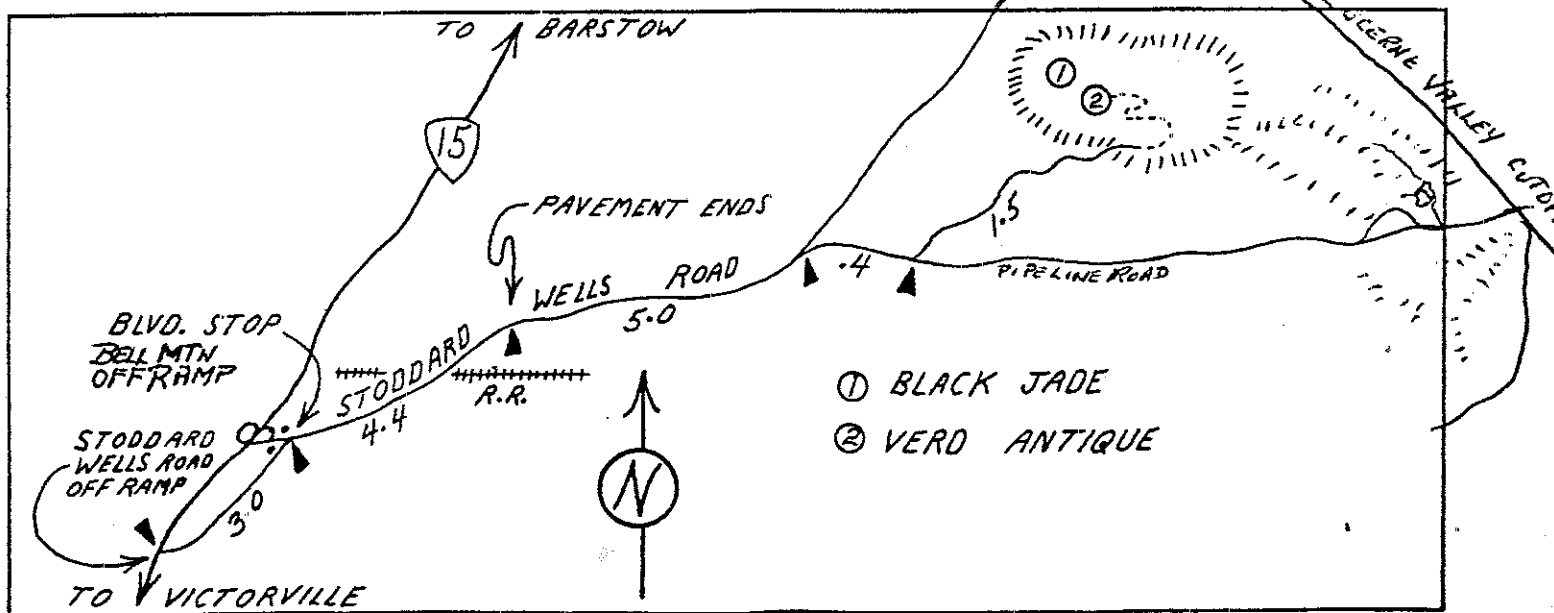 TO BARSTOW
15
① 
②
LUCERNE VALLEY CUTOFF
PAVEMENT ENDS
1.5
.4
PIPELINE ROAD
STODDARD WELLS ROAD
5.0
BLVD. STOP
BELL MTN
OFF RAMP
R.R.
4.4
① BLACK JADE
② VERD ANTIQUE
STODDARD
WELLS ROAD
OFF RAMP
3.0
N
TO VICTORVILLE